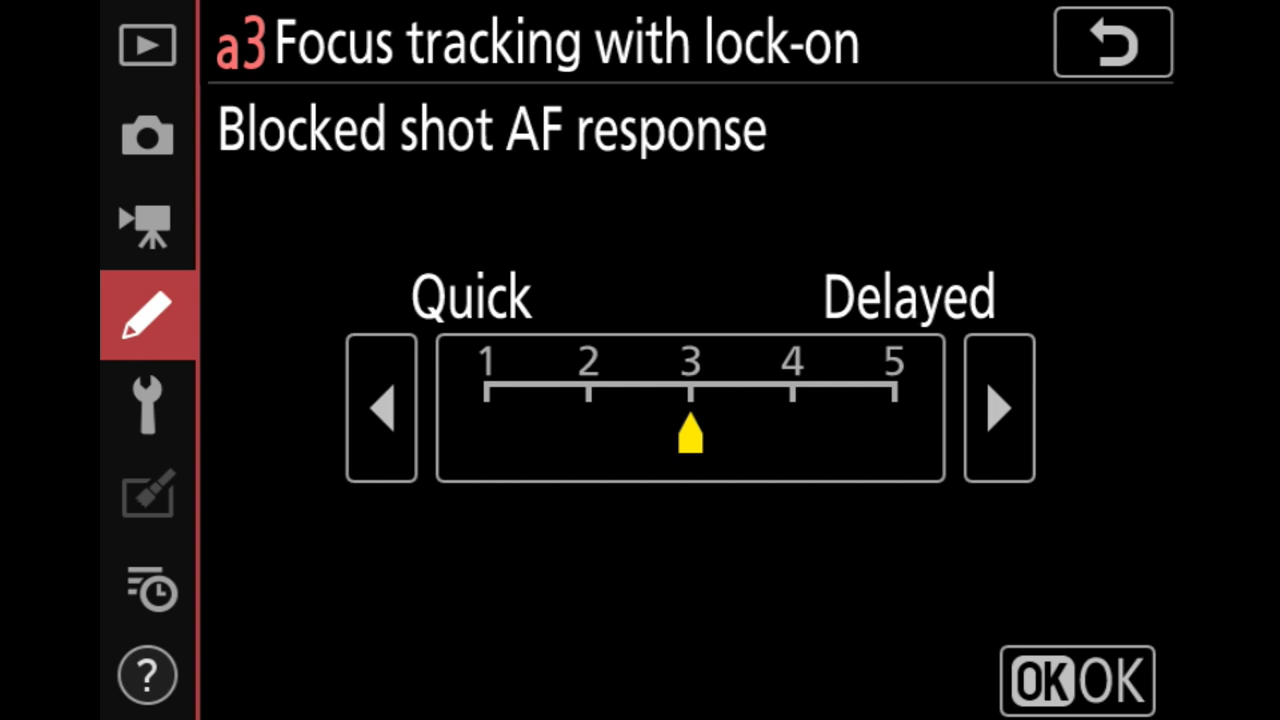 a3 Focus tracking with lock-on
Blocked shot AF response
Quick Delayed
1 2 3 4 5
?
OK OK